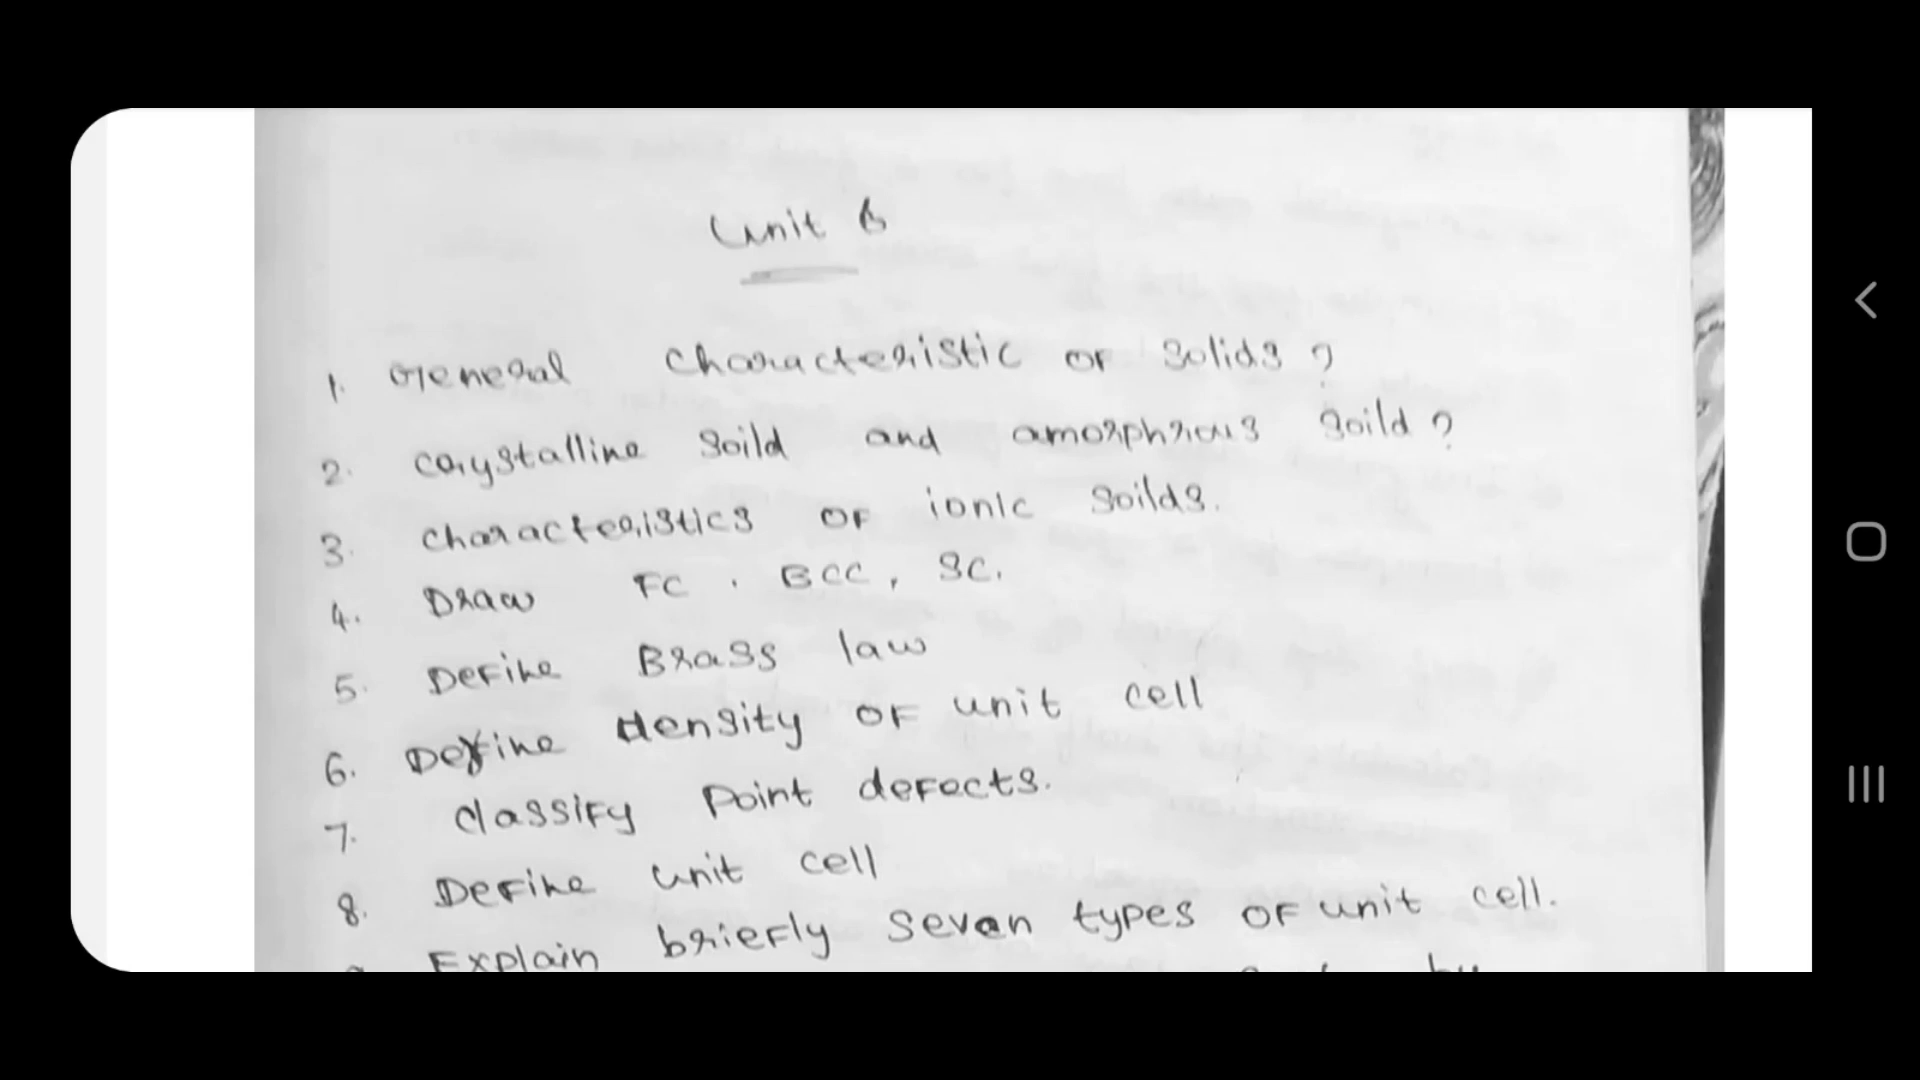 Unit 6
1. General characteristic of solids?
2. crystalline soild and amorphrous soild?
3. characteristics of ionic soilds.
4. Draw FC. BCC, SC.
5. Define Brass law
6. Define density of unit cell
7. classify point defects.
8. Define unit cell
Explain briefly seven types of unit cell.
by